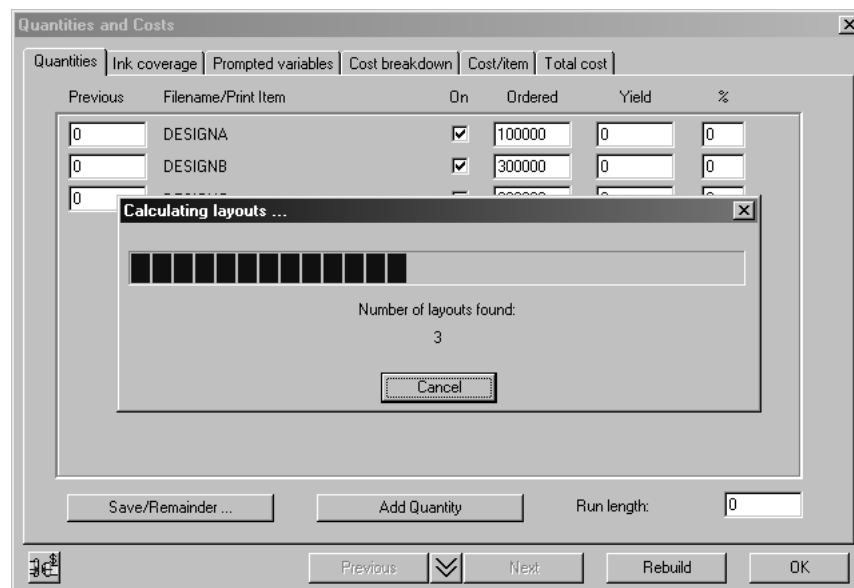 Quantities and Costs
Quantities Ink coverage Prompted variables Cost breakdown Cost/item Total cost
Previous Filename/Print Item On Ordered Yield %
0 DESIGNA 100000 0 0
0 DESIGNB 300000 0 0
0
Calculating layouts ...
Number of layouts found:
3
Cancel
Save/Remainder ... Add Quantity Run length: 0
Previous Next Rebuild OK